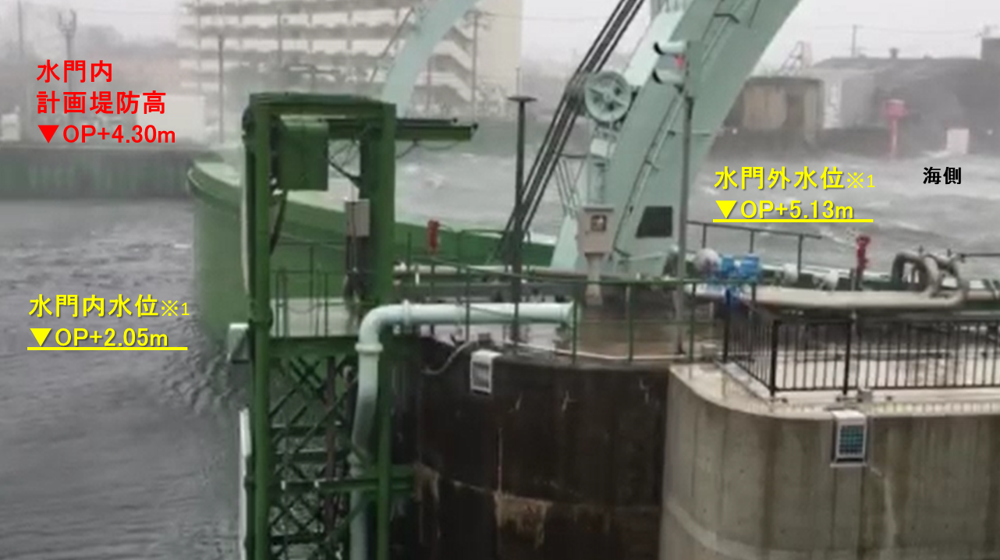 水門内
計画堤防高
▼OP+4.30m
水門外水位※1
▼OP+5.13m
海側
水門内水位※1
▼OP+2.05m